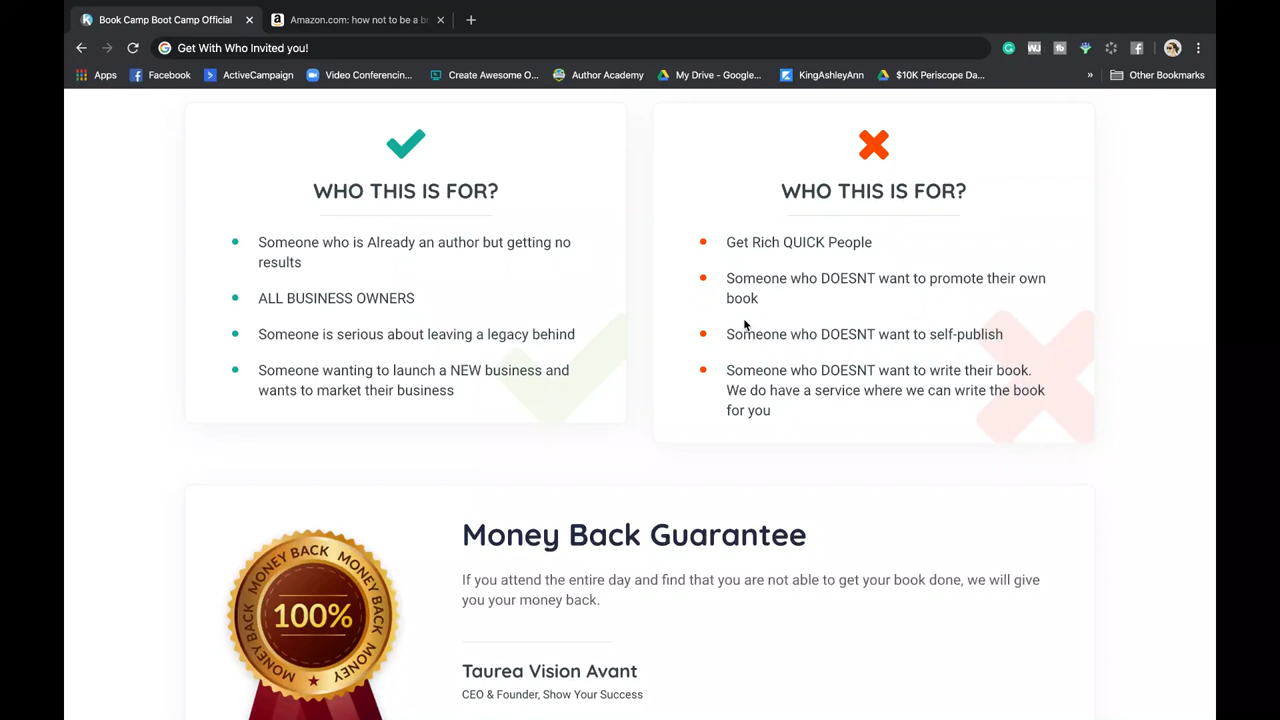 Book Camp Boot Camp Official
Amazon.com: how not to be a br
Get With Who Invited you!
Apps
Facebook
ActiveCampaign
Video Conferencin...
Create Awesome O...
Author Academy
My Drive - Google...
KingAshleyAnn
$10K Periscope Da...
»
Other Bookmarks
WHO THIS IS FOR?
Someone who is Already an author but getting no
results
ALL BUSINESS OWNERS
Someone is serious about leaving a legacy behind
Someone wanting to launch a NEW business and
wants to market their business
WHO THIS IS FOR?
Get Rich QUICK People
Someone who DOESNT want to promote their own
book
Someone who DOESNT want to self-publish
Someone who DOESNT want to write their book.
We do have a service where we can write the book
for you
MONEY BACK MONEY BACK MONEY BACK MONEY BACK
100%
Money Back Guarantee
If you attend the entire day and find that you are not able to get your book done, we will give
you your money back.
Taurea Vision Avant
CEO & Founder, Show Your Success